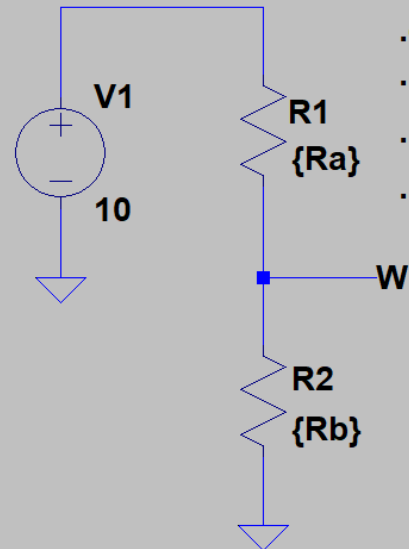 V1
10
R1
{Ra}
W
R2
{Rb}
.
.
.
.